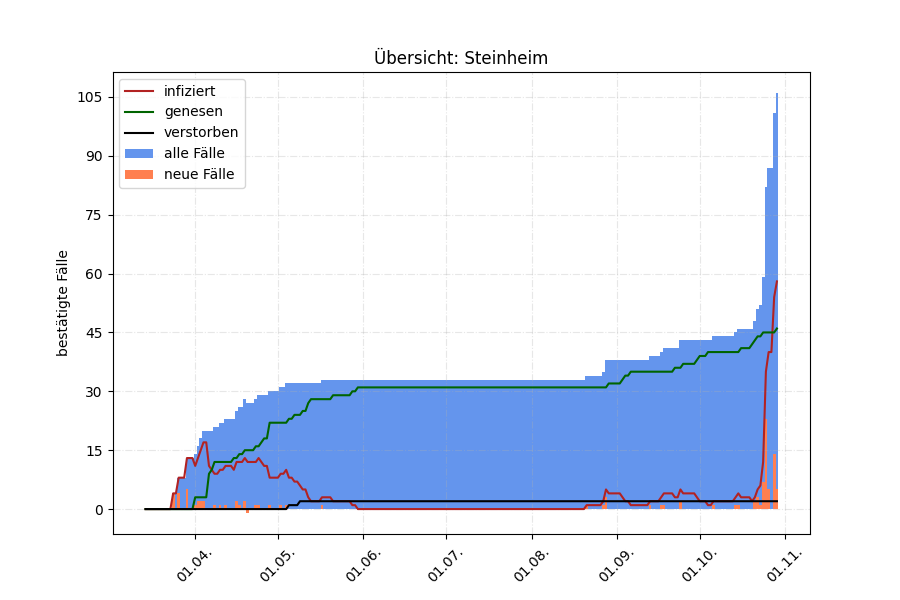 Übersicht: Steinheim
infiziert
genesen
verstorben
alle Fälle
neue Fälle
bestätigte Fälle
105
90
75
60
45
30
15
0
01.04.
01.05.
01.06.
01.07.
01.08.
01.09.
01.10.
01.11.